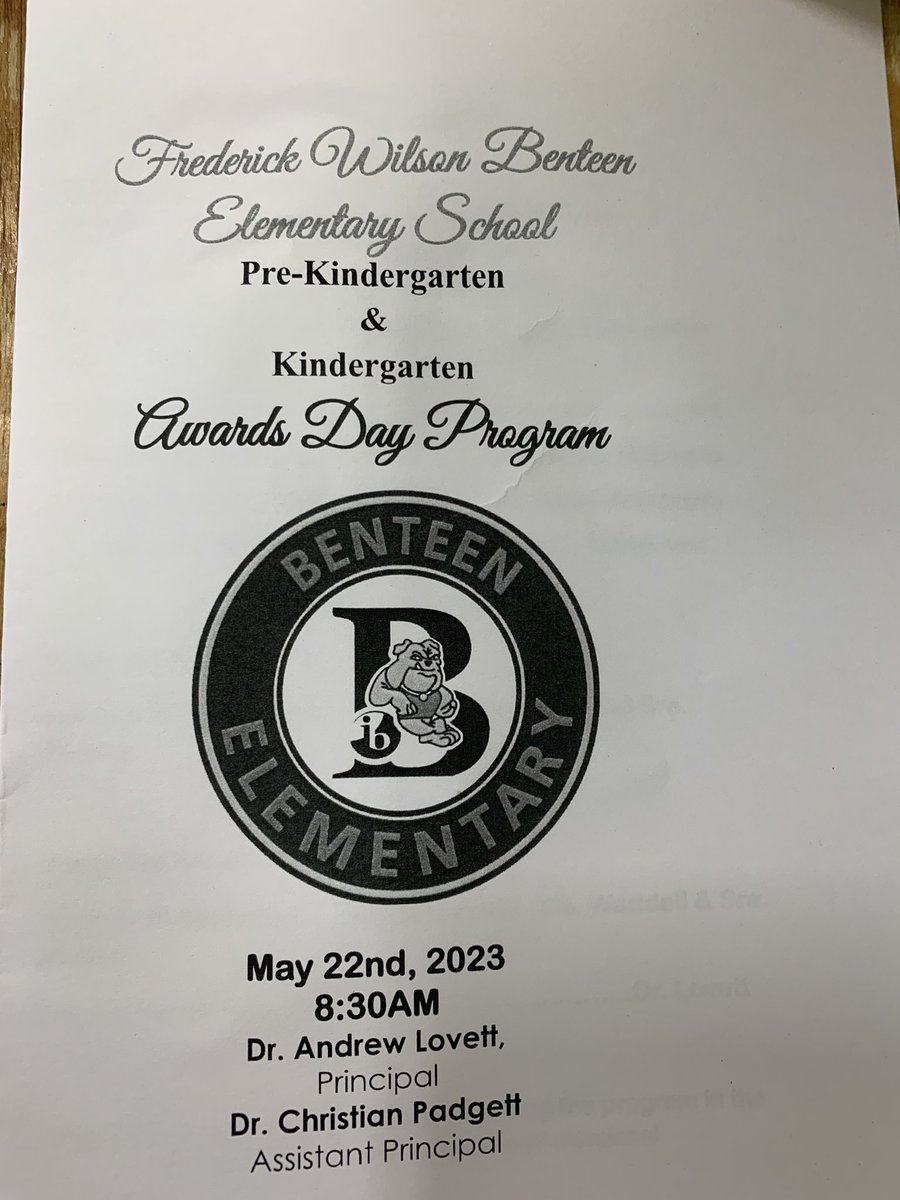 Frederick Wilson Benteen
Elementary School
Pre-Kindergarten
&
Kindergarten
Awards Day Program
BENTEEN
B
ib
ELEMENTARY
May 22nd, 2023
8:30AM
Dr. Andrew Lovett,
Principal
Dr. Christian Padgett
Assistant Principal